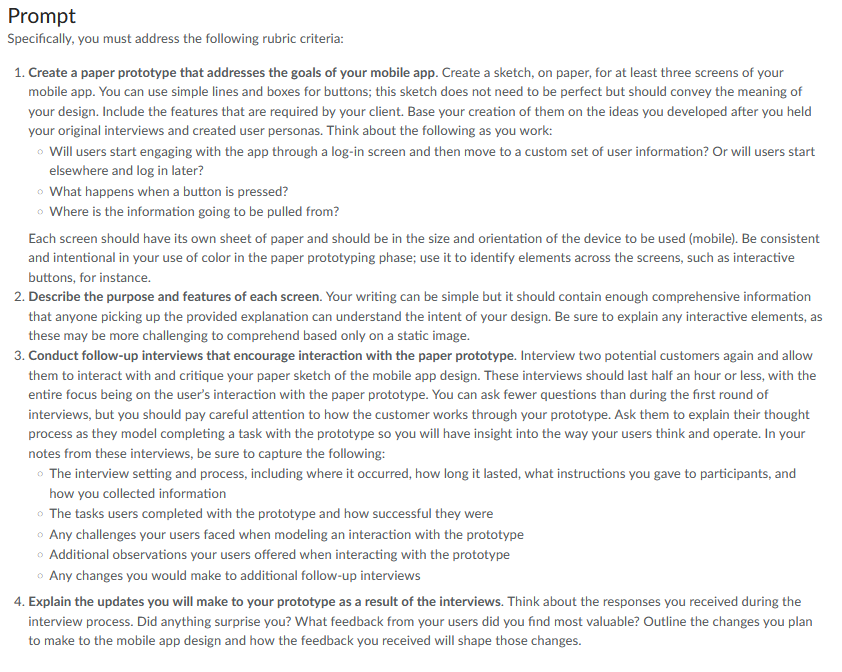 Prompt
Specifically, you must address the following rubric criteria:
1. Create a paper prototype that addresses the goals of your mobile app. Create a sketch, on paper, for at least three screens of your
mobile app. You can use simple lines and boxes for buttons; this sketch does not need to be perfect but should convey the meaning of
your design. Include the features that are required by your client. Base your creation of them on the ideas you developed after you held
your original interviews and created user personas. Think about the following as you work:
○ Will users start engaging with the app through a log-in screen and then move to a custom set of user information? Or will users start
elsewhere and log in later?
○ What happens when a button is pressed?
○ Where is the information going to be pulled from?
Each screen should have its own sheet of paper and should be in the size and orientation of the device to be used (mobile). Be consistent
and intentional in your use of color in the paper prototyping phase; use it to identify elements across the screens, such as interactive
buttons, for instance.
2. Describe the purpose and features of each screen. Your writing can be simple but it should contain enough comprehensive information
that anyone picking up the provided explanation can understand the intent of your design. Be sure to explain any interactive elements, as
these may be more challenging to comprehend based only on a static image.
3. Conduct follow-up interviews that encourage interaction with the paper prototype. Interview two potential customers again and allow
them to interact with and critique your paper sketch of the mobile app design. These interviews should last half an hour or less, with the
entire focus being on the user's interaction with the paper prototype. You can ask fewer questions than during the first round of
interviews, but you should pay careful attention to how the customer works through your prototype. Ask them to explain their thought
process as they model completing a task with the prototype so you will have insight into the way your users think and operate. In your
notes from these interviews, be sure to capture the following:
○ The interview setting and process, including where it occurred, how long it lasted, what instructions you gave to participants, and
how you collected information
○ The tasks users completed with the prototype and how successful they were
○ Any challenges your users faced when modeling an interaction with the prototype
○ Additional observations your users offered when interacting with the prototype
○ Any changes you would make to additional follow-up interviews
4. Explain the updates you will make to your prototype as a result of the interviews. Think about the responses you received during the
interview process. Did anything surprise you? What feedback from your users did you find most valuable? Outline the changes you plan
to make to the mobile app design and how the feedback you received will shape those changes.